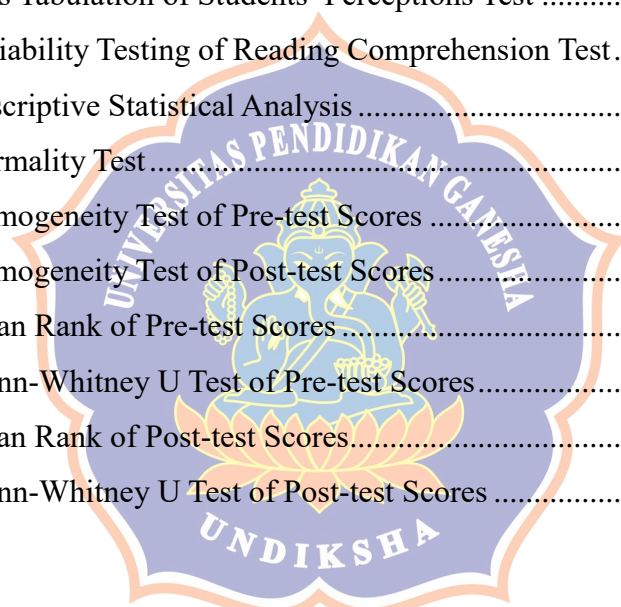 s Tabulation of Students' Perceptions Test ..........
iability Testing of Reading Comprehension Test.
scriptive Statistical Analysis ..................................
rmality Test.............................................................
mogeneity Test of Pre-test Scores ........................
mogeneity Test of Post-test Scores.......................
an Rank of Pre-test Scores ...................................
nn-Whitney U Test of Pre-test Scores..................
an Rank of Post-test Scores..................................
nn-Whitney U Test of Post-test Scores ................
UNIVERSITAS PENDIDIKAN GANESHA
UNDIKSHA